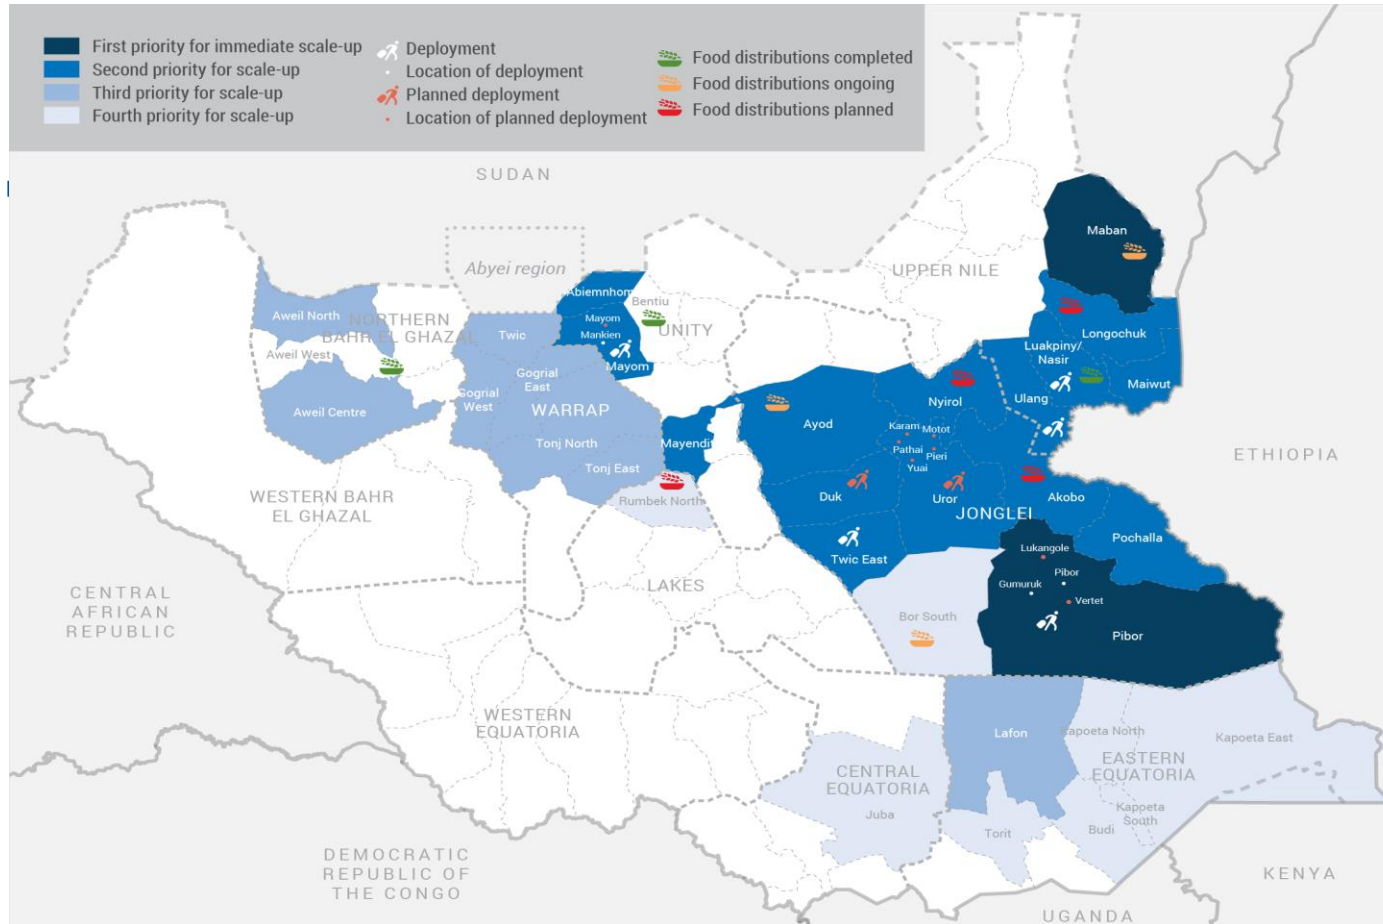 First priority for immediate scale-up
Second priority for scale-up
Third priority for scale-up
Fourth priority for scale-up
Deployment
Location of deployment
Planned deployment
Location of planned deployment
Food distributions completed
Food distributions ongoing
Food distributions planned
SUDAN
Maban
Abyei region
UPPER NILE
Abiemnhom
Bentiu
Aweil North
NORTHERN
BAHR EL GHAZAL
Mayom
Mankien
UNITY
Twic
Longochuk
Aweil West
Luakpiny/
Nasir
Mayom
Gogrial
East
Maiwut
Gogrial
West
Ulang
Nyirol
Aweil Centre
WARRAP
Ayod
Karam
Motot
Tonj North
Mayendit
Pathai
Pieri
Yuai
ETHIOPIA
Tonj East
WESTERN BAHR
EL GHAZAL
Rumbek North
Duk
Uror
Akobo
JONGLEI
Pochalla
Lukangole
Twic East
LAKES
Pibor
Gumuruk
Vertet
CENTRAL
AFRICAN
REPUBLIC
Bor South
Pibor
WESTERN
EQUATORIA
Lafon
Kapoeta North
Kapoeta East
EASTERN
EQUATORIA
CENTRAL
EQUATORIA
Juba
Kappeta
South
Torit
Budi
DEMOCRATIC
REPUBLIC OF
THE CONGO
KENYA
UGANDA